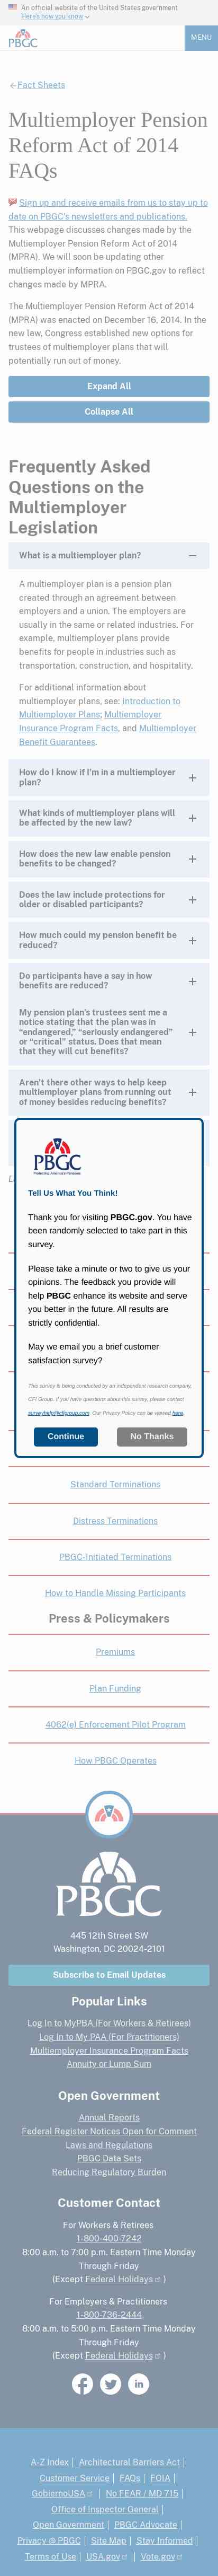 An official website of the United States government
Here's how you know
PBGC
MENU
Fact Sheets
Multiemployer Pension
Reform Act of 2014
FAQs
Sign up and receive emails from us to stay up to
date on PBGC's newsletters and publications.
This webpage discusses changes made by the
Multiemployer Pension Reform Act of 2014
(MPRA). We will soon be updating other
multiemployer information on PBGC.gov to reflect
changes made by MPRA.
The Multiemployer Pension Reform Act of 2014
(MPRA) was enacted on December 16, 2014. In the
new law, Congress established new options for
trustees of multiemployer plans that will
potentially run out of money.
Expand All
Collapse All
Frequently Asked
Questions on the
Multiemployer
Legislation
What is a multiemployer plan?
A multiemployer plan is a pension plan
created through an agreement between
employers and a union. The employers are
usually in the same or related industries. For
example, multiemployer plans provide
benefits for people in industries such as
transportation, construction, and hospitality.
For additional information about
multiemployer plans, see: Introduction to
Multiemployer Plans; Multiemployer
Insurance Program Facts, and Multiemployer
Benefit Guarantees.
How do I know if I'm in a multiemployer
plan?
What kinds of multiemployer plans will
be affected by the new law?
How does the new law enable pension
benefits to be changed?
Does the law include protections for
older or disabled participants?
How much could my pension benefit be
reduced?
Do participants have a say in how
benefits are reduced?
My pension plan's trustees sent me a
notice stating that the plan was in
"endangered," "seriously endangered"
or "critical" status. Does that mean
that they will cut benefits?
Aren't there other ways to help keep
multiemployer plans from running out
of money besides reducing benefits?
PBGC
Protecting America's Pensions
Tell Us What You Think!
Thank you for visiting PBGC.gov. You have
been randomly selected to take part in this
survey.
Please take a minute or two to give us your
opinions. The feedback you provide will
help PBGC enhance its website and serve
you better in the future. All results are
strictly confidential.
May we email you a brief customer
satisfaction survey?
This survey is being conducted by an independent research company,
CFI Group. If you have questions about this survey, please contact
surveyhelp@cfigroup.com. Our Privacy Policy can be viewed here.
Continue
No Thanks
Standard Terminations
Distress Terminations
PBGC-Initiated Terminations
How to Handle Missing Participants
Press & Policymakers
Premiums
Plan Funding
4062(e) Enforcement Pilot Program
How PBGC Operates
PBGC
445 12th Street SW
Washington, DC 20024-2101
Subscribe to Email Updates
Popular Links
Log In to MyPBA (For Workers & Retirees)
Log In to My PAA (For Practitioners)
Multiemployer Insurance Program Facts
Annuity or Lump Sum
Open Government
Annual Reports
Federal Register Notices Open for Comment
Laws and Regulations
PBGC Data Sets
Reducing Regulatory Burden
Customer Contact
For Workers & Retirees
1-800-400-7242
8:00 a.m. to 7:00 p.m. Eastern Time Monday
Through Friday
(Except Federal Holidays )
For Employers & Practitioners
1-800-736-2444
8:00 a.m. to 5:00 p.m. Eastern Time Monday
Through Friday
(Except Federal Holidays )
A-Z Index | Architectural Barriers Act |
Customer Service | FAQs | FOIA |
GobiernoUSA | No FEAR / MD 715 |
Office of Inspector General |
Open Government | PBGC Advocate |
Privacy @ PBGC | Site Map | Stay Informed |
Terms of Use | USA.gov | Vote.gov